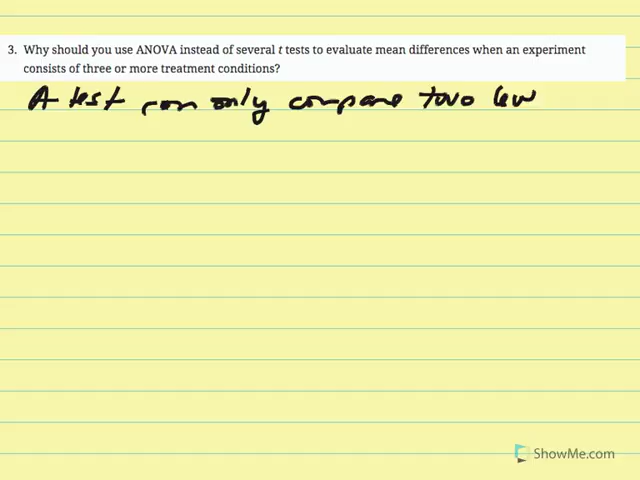 3. Why should you use ANOVA instead of several t tests to evaluate mean differences when an experiment
consists of three or more treatment conditions?
A test can only compare two lev
ShowMe.com